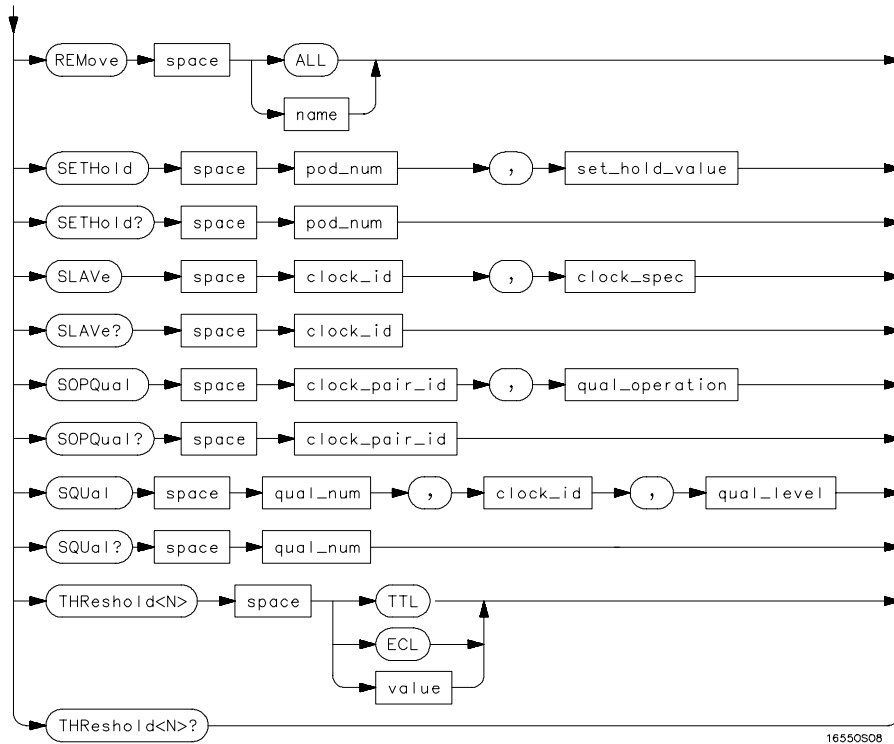 REMove space ALL
name
SETHold space pod_num , set_hold_value
SETHold? space pod_num
SLAVe space clock_id , clock_spec
SLAVe? space clock_id
SOPQual space clock_pair_id , qual_operation
SOPQual? space clock_pair_id
SQUal space qual_num , clock_id , qual_level
SQUal? space qual_num
THReshold<N> space TTL
ECL
value
THReshold<N>?
16550S08